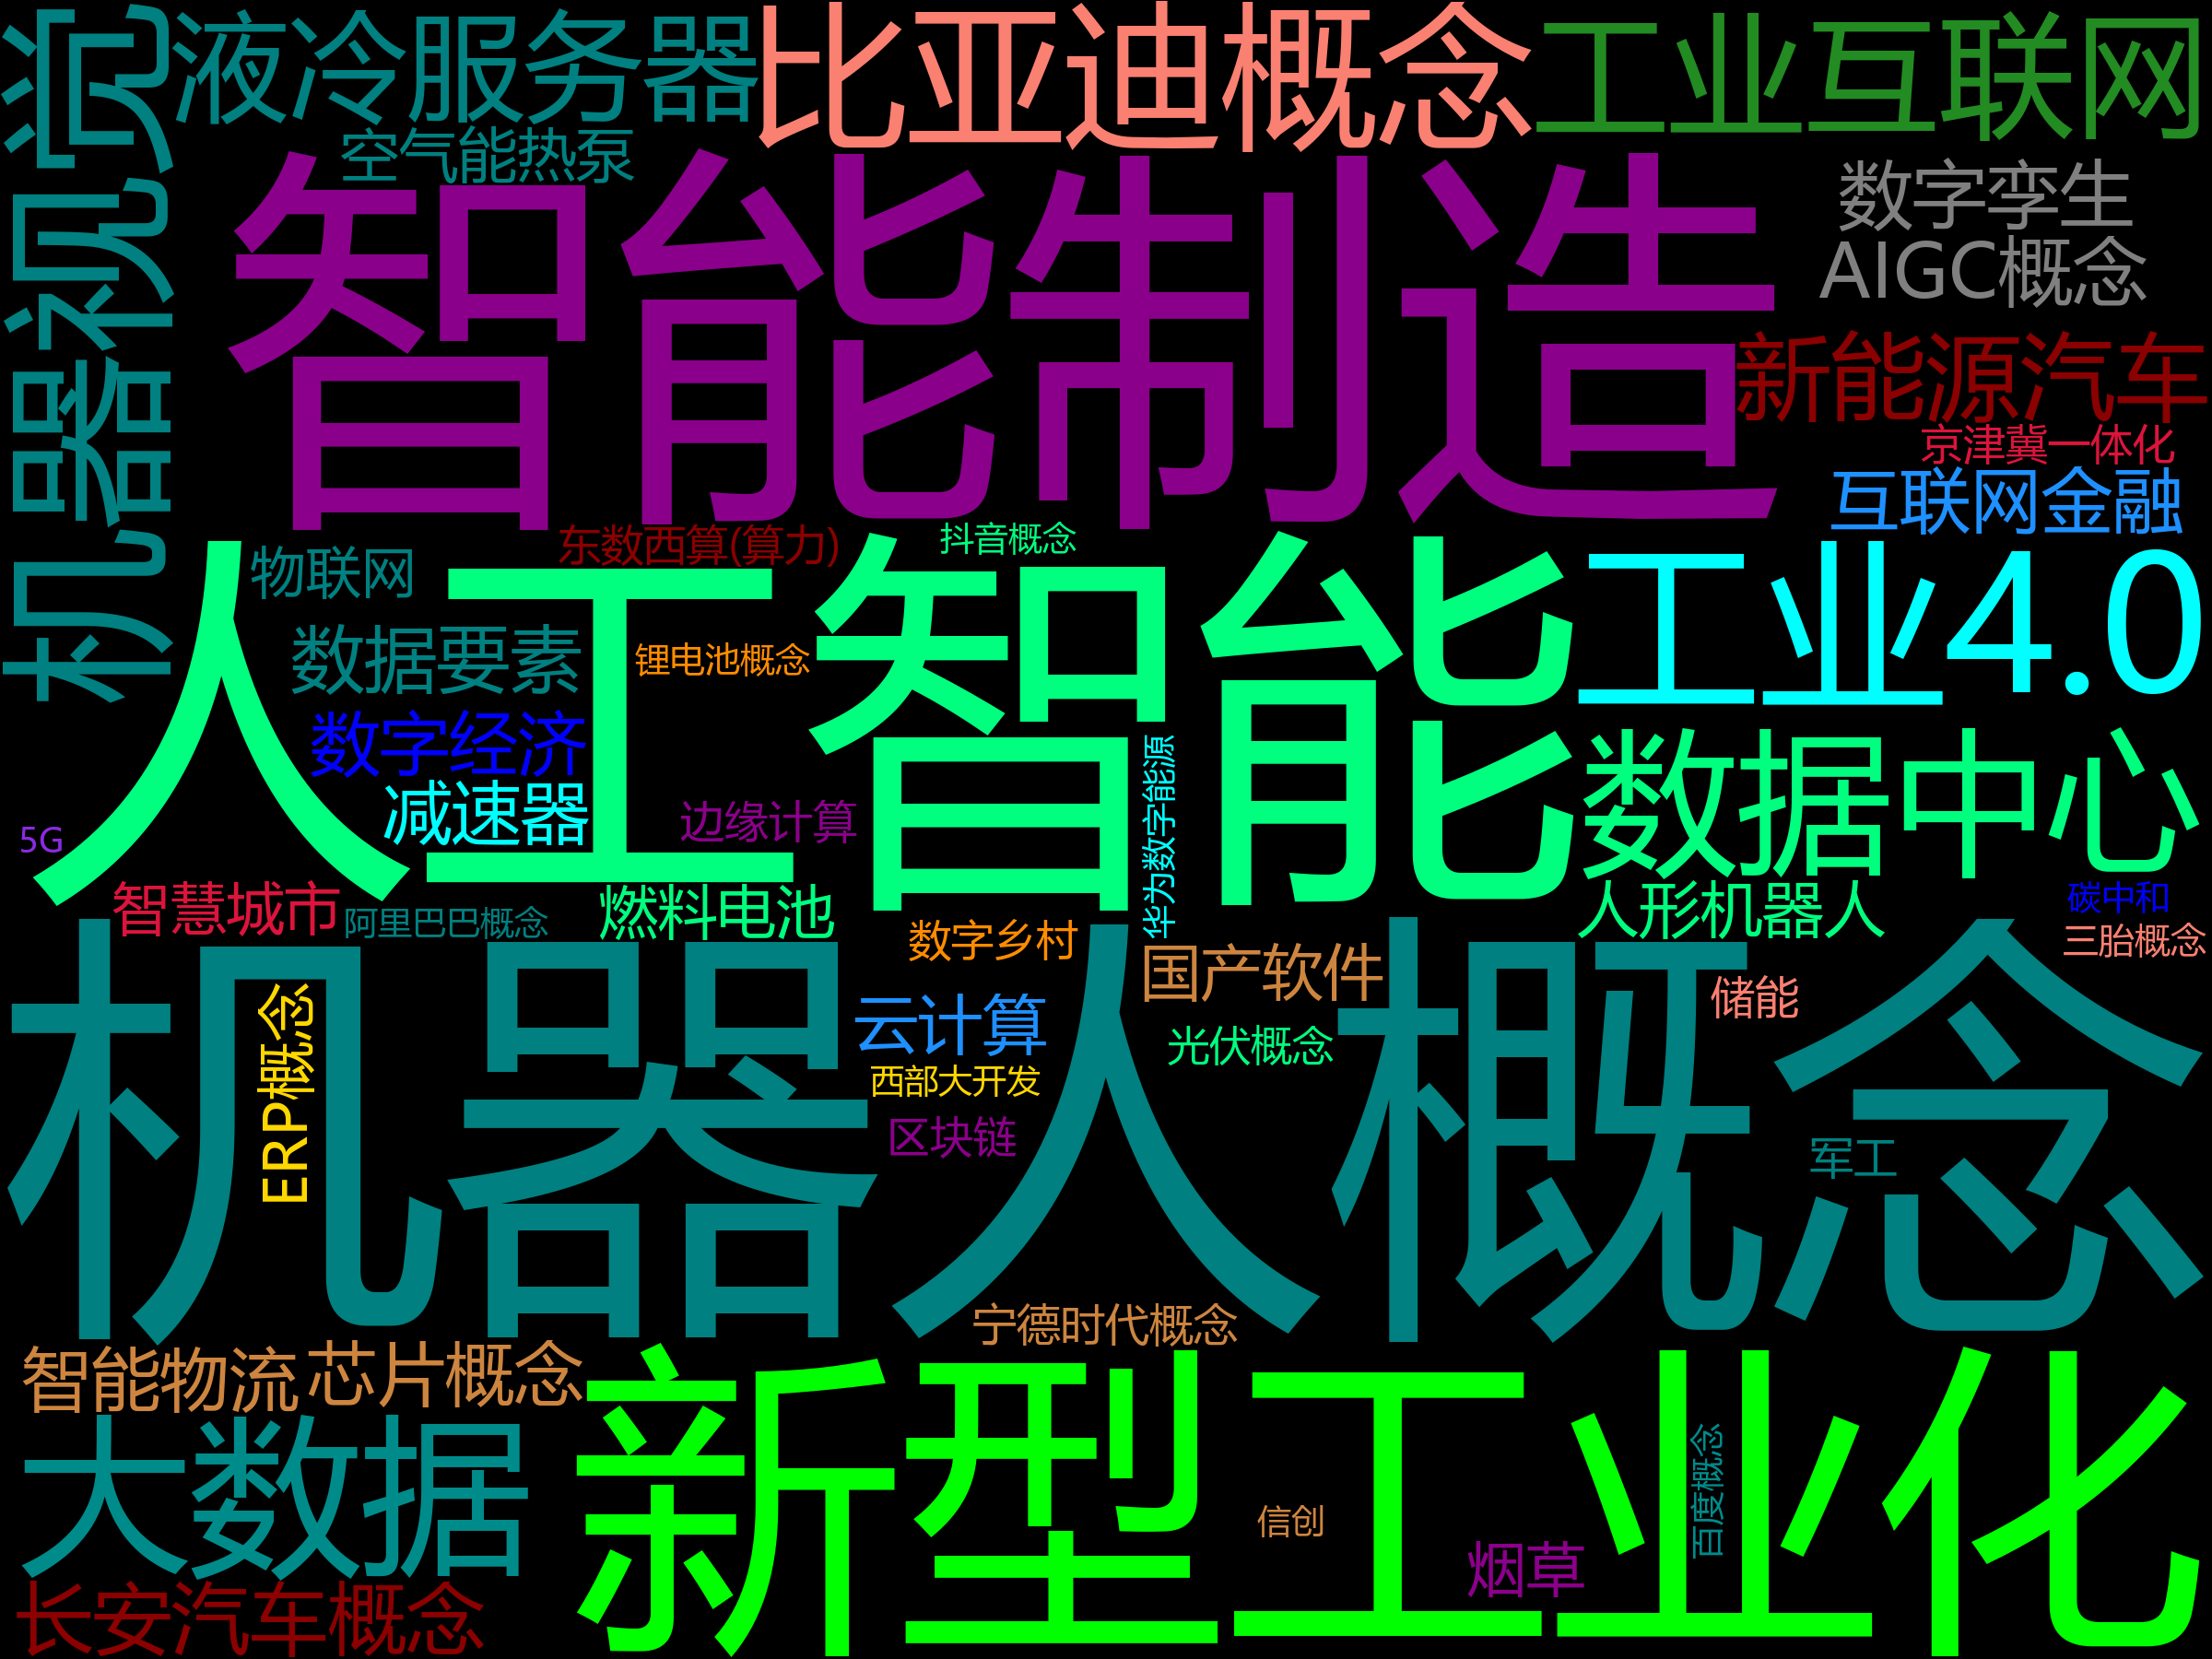 机器视觉
液冷服务器
比亚迪概念
工业互联网
空气能热泵
智能制造
数字孪生
AIGC概念
新能源汽车
京津冀一体化
互联网金融
东数西算(算力)
抖音概念
物联网
人工智能
工业4.0
数据要素
锂电池概念
数字经济
减速器
边缘计算
华为数字能源
数据中心
5G
智慧城市
阿里巴巴概念
燃料电池
人形机器人
碳中和
数字乡村
三胎概念
机器人概念
国产软件
储能
ERP概念
云计算
光伏概念
西部大开发
区块链
军工
宁德时代概念
智能物流
芯片概念
新型工业化
大数据
百度概念
信创
烟草
长安汽车概念